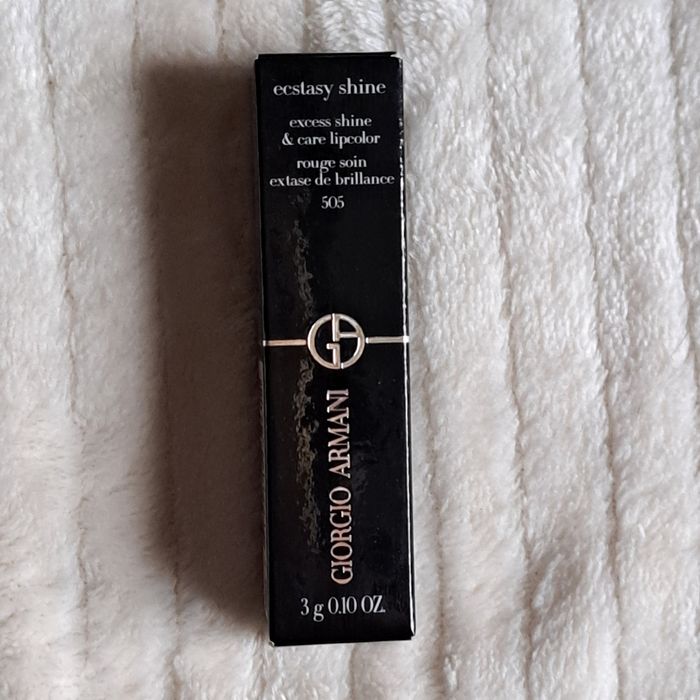 ecstasy shine
excess shine
& care lipcolor
rouge soin
extase de brillance
505
GA
GIORGIO ARMANI
3 g 0.10 OZ.